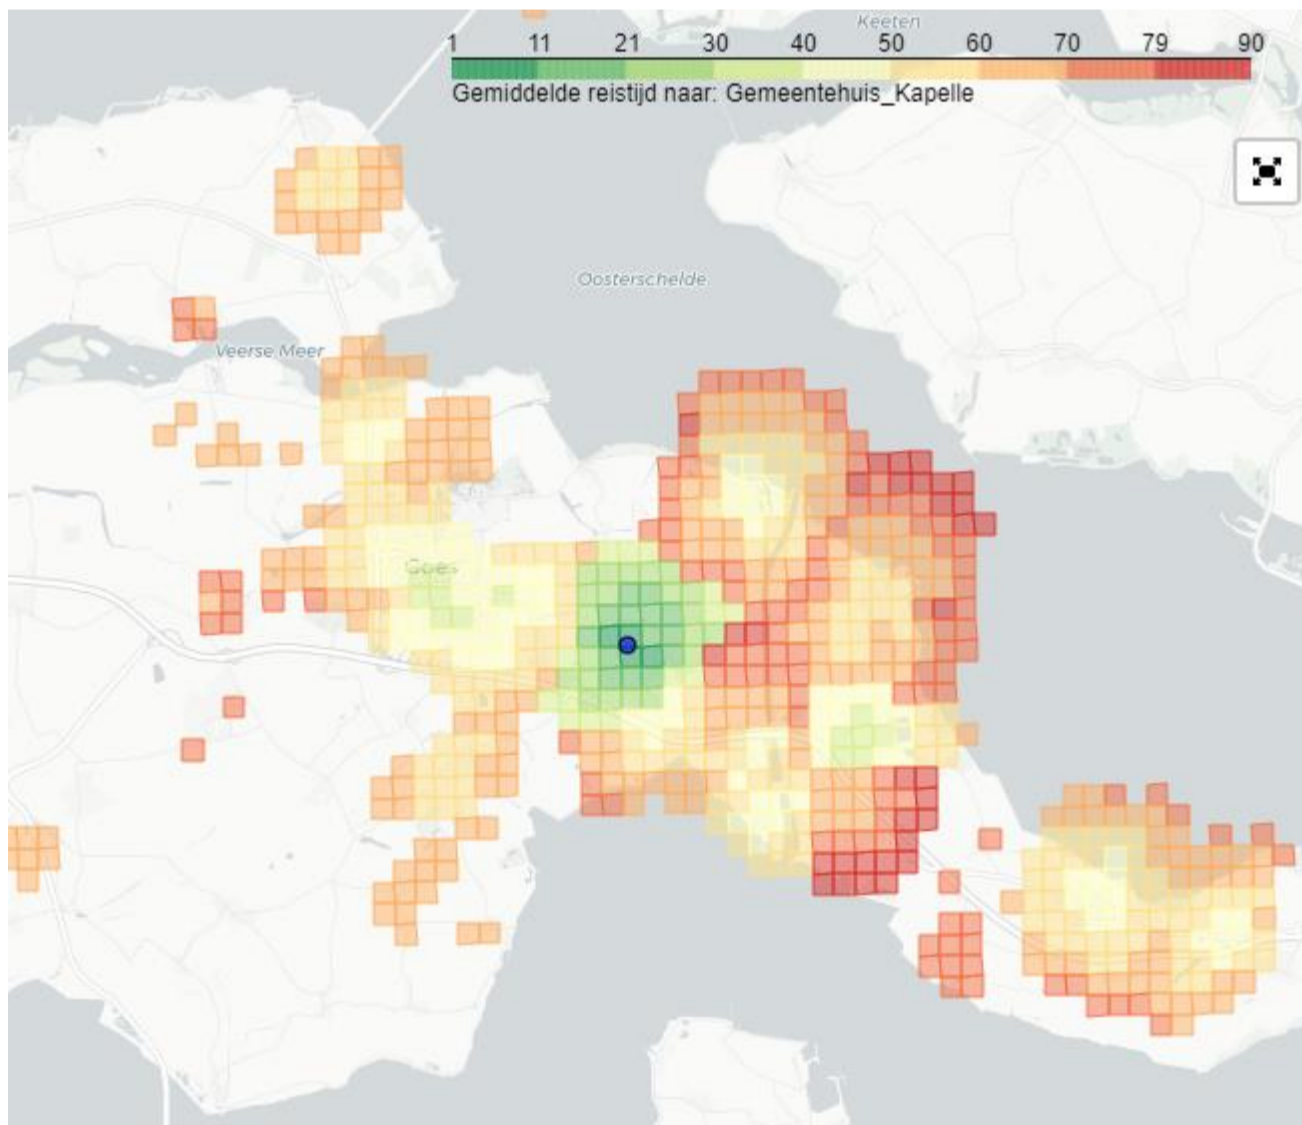 Keeten
1 11 21 30 40 50 60 70 79 90
Gemiddelde reistijd naar: Gemeentehuis_Kapelle
Oosterschelde
Veerse Meer
Goes